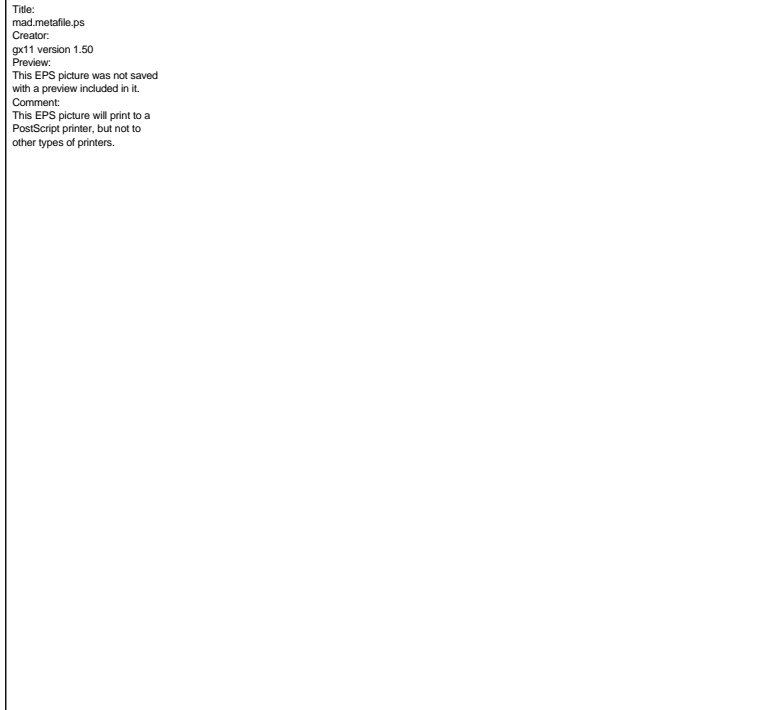 Title:
mad.metafile.ps
Creator:
gx11 version 1.50
Preview:
This EPS picture was not saved
with a preview included in it.
Comment:
This EPS picture will print to a
PostScript printer, but not to
other types of printers.